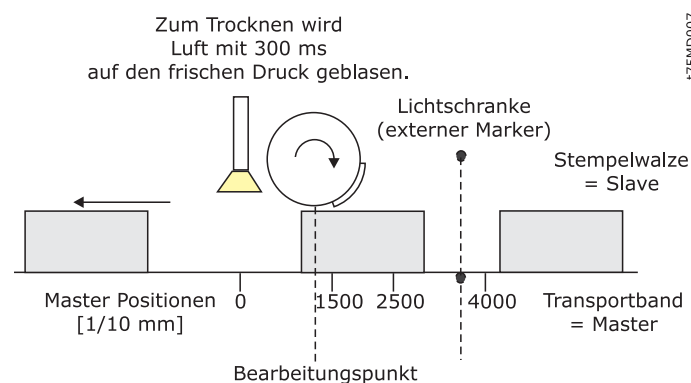 Zum Trocknen wird
Luft mit 300 ms
auf den frischen Druck geblasen.
Lichtschranke
(externer Marker)
Stempelwalze
= Slave
Master Positionen
[1/10 mm]
0
1500
2500
4000
Transportband
= Master
Bearbeitungspunkt